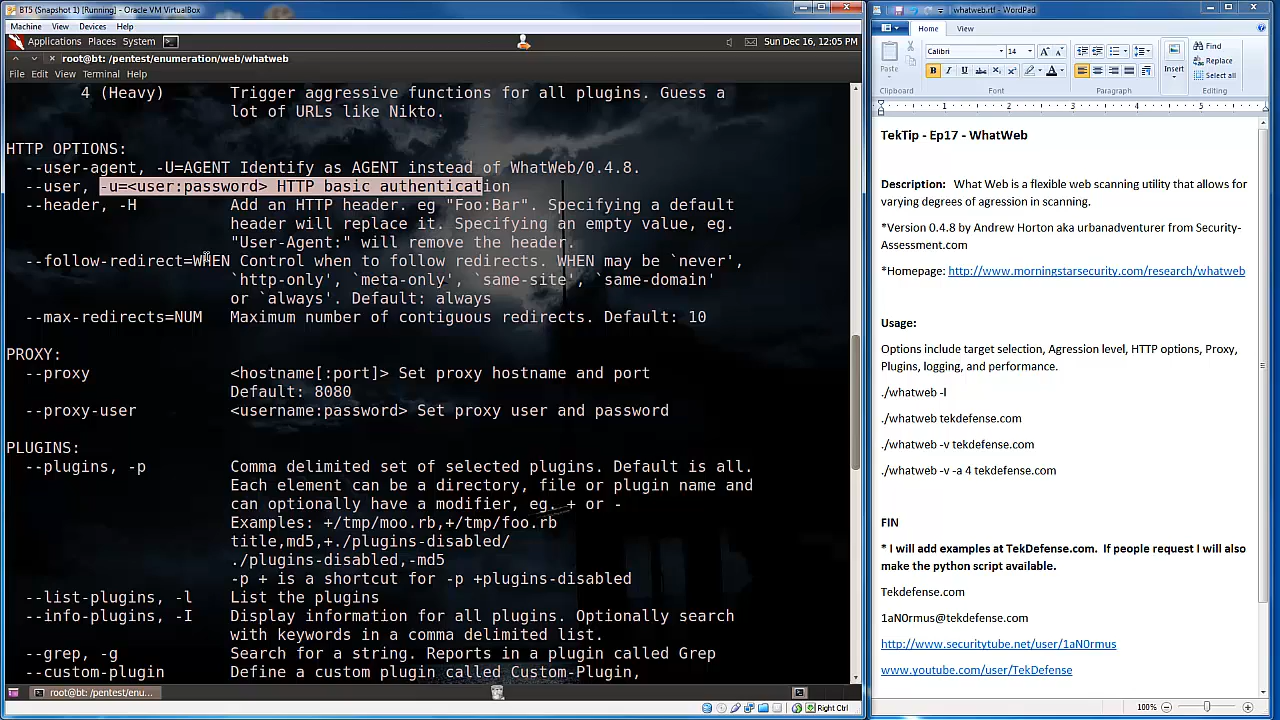 BT5 (Snapshot 1) [Running] - Oracle VM VirtualBox
Machine View Devices Help
Applications Places System
Sun Dec 16, 12:05 PM
root@bt: /pentest/enumeration/web/whatweb
File Edit View Terminal Help
4 (Heavy) Trigger aggressive functions for all plugins. Guess a
lot of URLs like Nikto.
HTTP OPTIONS:
--user-agent, -U=AGENT Identify as AGENT instead of WhatWeb/0.4.8.
--user, -u=<user:password> HTTP basic authentication
--header, -H Add an HTTP header. eg "Foo:Bar". Specifying a default
header will replace it. Specifying an empty value, eg.
"User-Agent:" will remove the header.
--follow-redirect=WHEN Control when to follow redirects. WHEN may be `never',
`http-only', `meta-only', `same-site', `same-domain'
or `always'. Default: always
--max-redirects=NUM Maximum number of contiguous redirects. Default: 10
PROXY:
--proxy <hostname[:port]> Set proxy hostname and port
Default: 8080
--proxy-user <username:password> Set proxy user and password
PLUGINS:
--plugins, -p Comma delimited set of selected plugins. Default is all.
Each element can be a directory, file or plugin name and
can optionally have a modifier, eg. + or -
Examples: +/tmp/moo.rb,+/tmp/foo.rb
title,md5,+./plugins-disabled/
./plugins-disabled,-md5
-p + is a shortcut for -p +plugins-disabled
--list-plugins, -l List the plugins
--info-plugins, -I Display information for all plugins. Optionally search
with keywords in a comma delimited list.
--grep, -g Search for a string. Reports in a plugin called Grep
--custom-plugin Define a custom plugin called Custom-Plugin,
root@bt: /pentest/enu...
Right Ctrl
whatweb.rtf - WordPad
Home View
Paste
Calibri 14
Insert
Find
Replace
Select all
Clipboard Font Paragraph Editing
1 2 3 4 5
TekTip - Ep17 - WhatWeb
Description: What Web is a flexible web scanning utility that allows for
varying degrees of agression in scanning.
*Version 0.4.8 by Andrew Horton aka urbanadventurer from Security-
Assessment.com
*Homepage: http://www.morningstarsecurity.com/research/whatweb
Usage:
Options include target selection, Agression level, HTTP options, Proxy,
Plugins, logging, and performance.
./whatweb -l
./whatweb tekdefense.com
./whatweb -v tekdefense.com
./whatweb -v -a 4 tekdefense.com
FIN
* I will add examples at TekDefense.com. If people request I will also
make the python script available.
Tekdefense.com
1aN0rmus@tekdefense.com
http://www.securitytube.net/user/1aN0rmus
www.youtube.com/user/TekDefense
100%